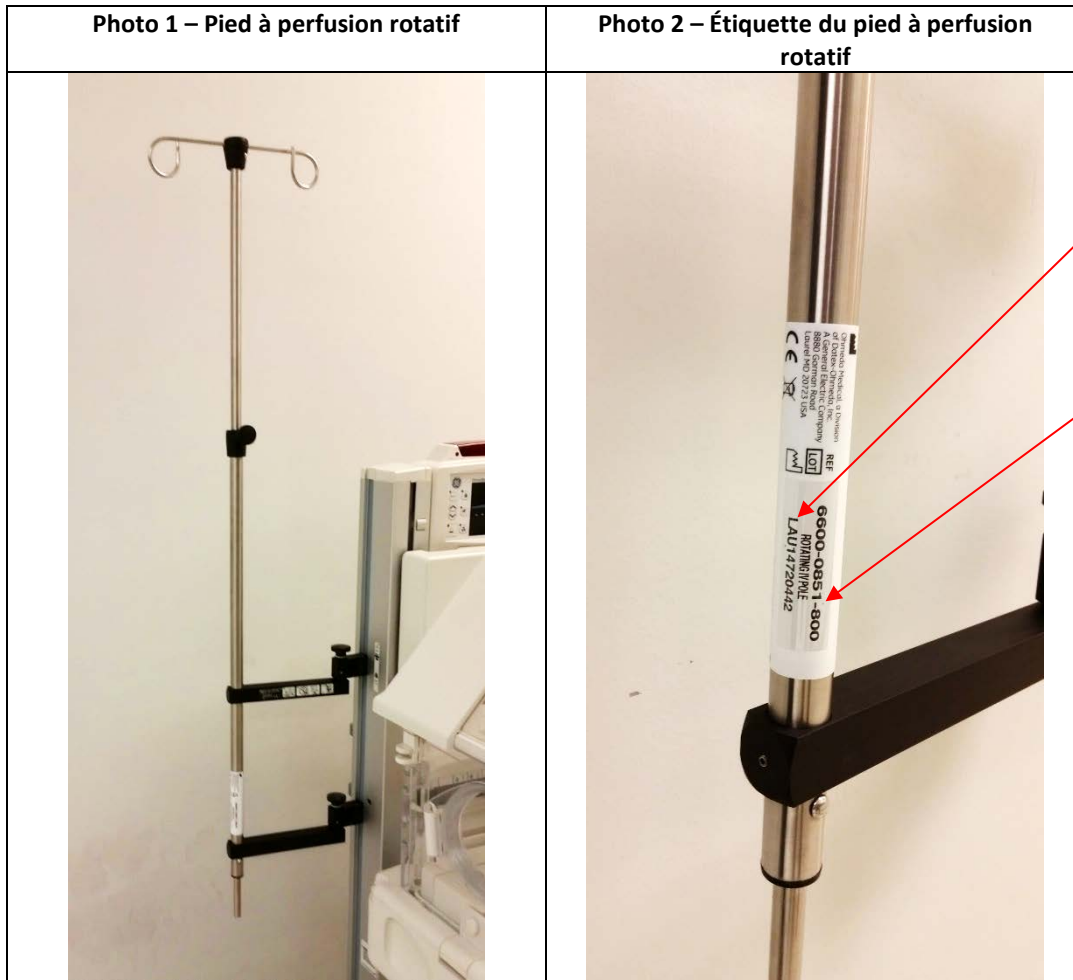 Photo 1 – Pied à perfusion rotatif
Photo 2 – Étiquette du pied à perfusion
rotatif
Ohmeda Medical, a Division
of Datex-Ohmeda, Inc.
A General Electric Company
8880 Gorman Road
Laurel MD 20723 USA
CE
REF
LOT
6600-0851-800
ROTATING IV POLE
LAU14720442